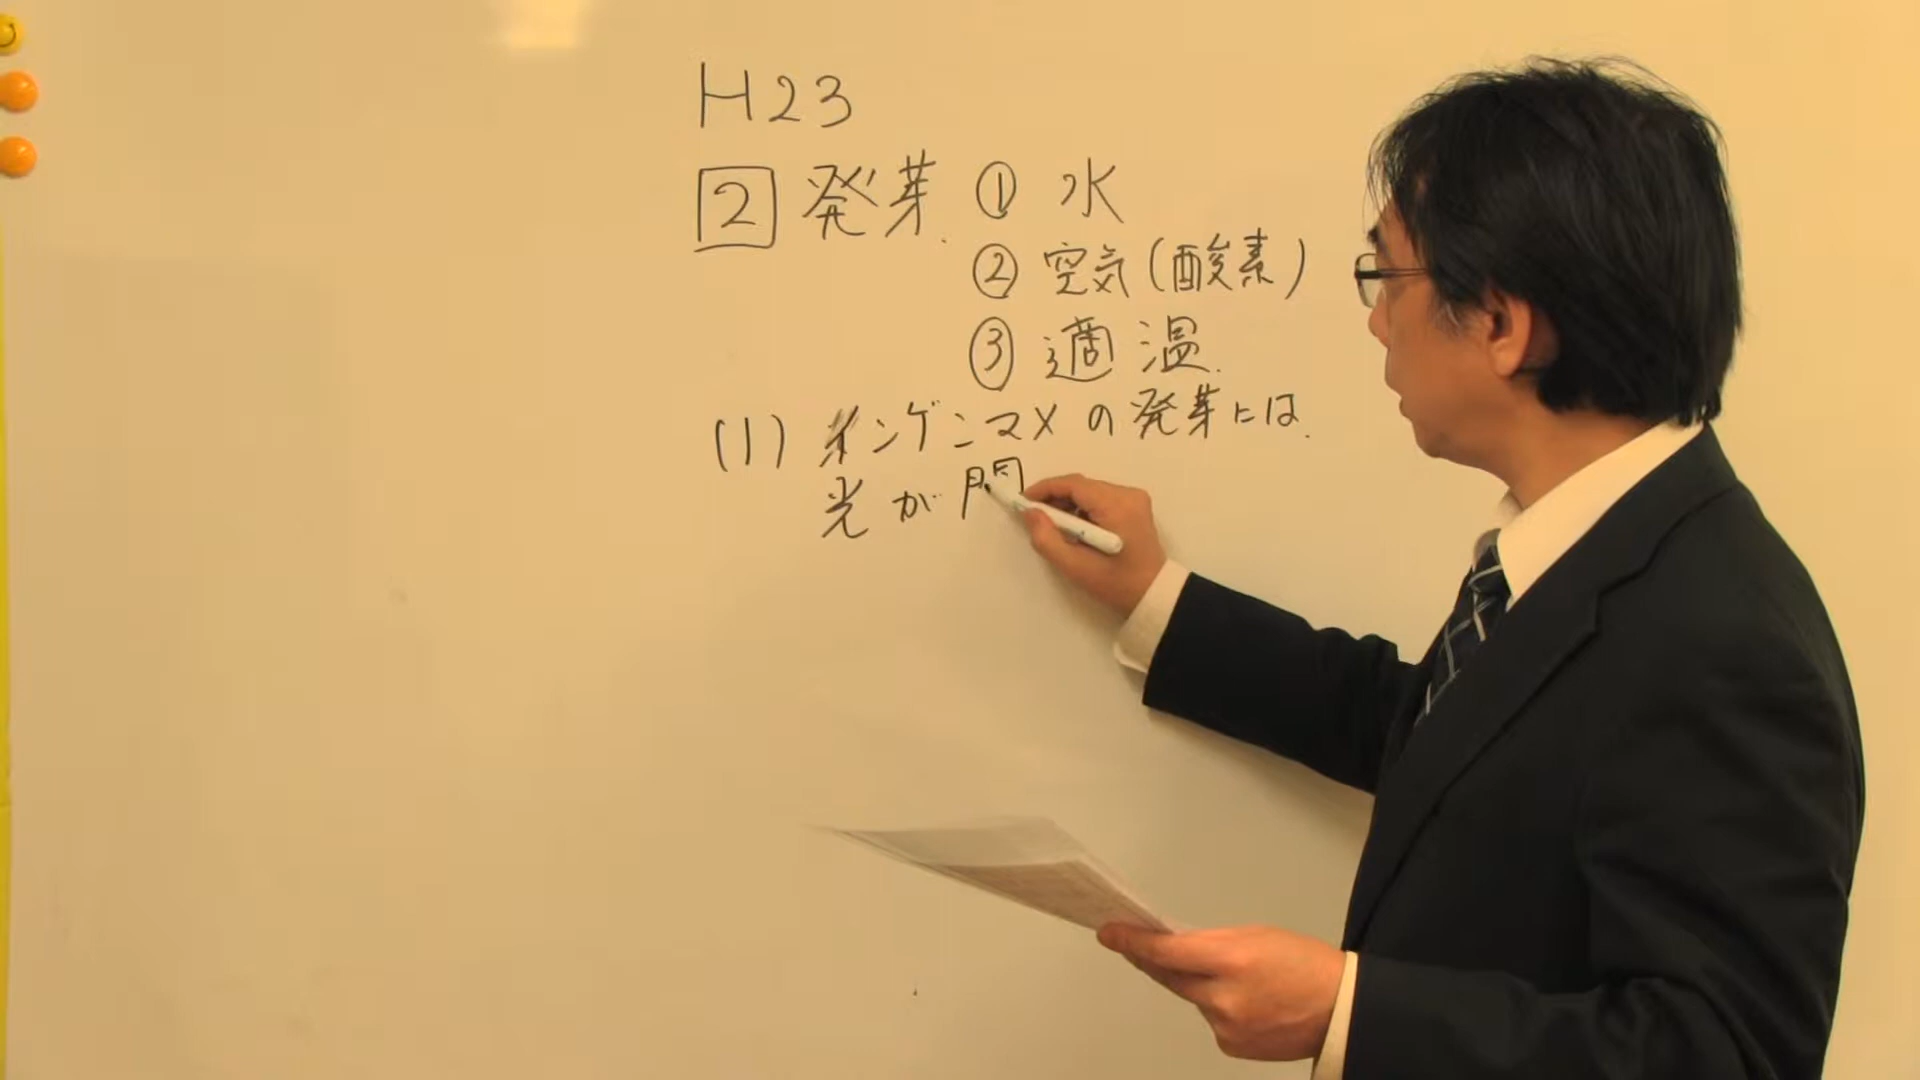 H23
2 発芽. ① 水
② 空気(酸素)
③ 適温.
(1) インゲンマメの発芽には.
光が